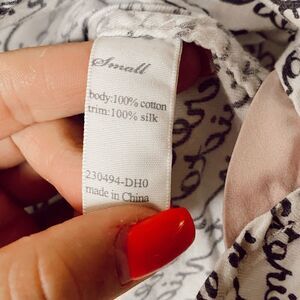 Small
body:100% cotton
trim:100% silk
230494-DH0
made in China